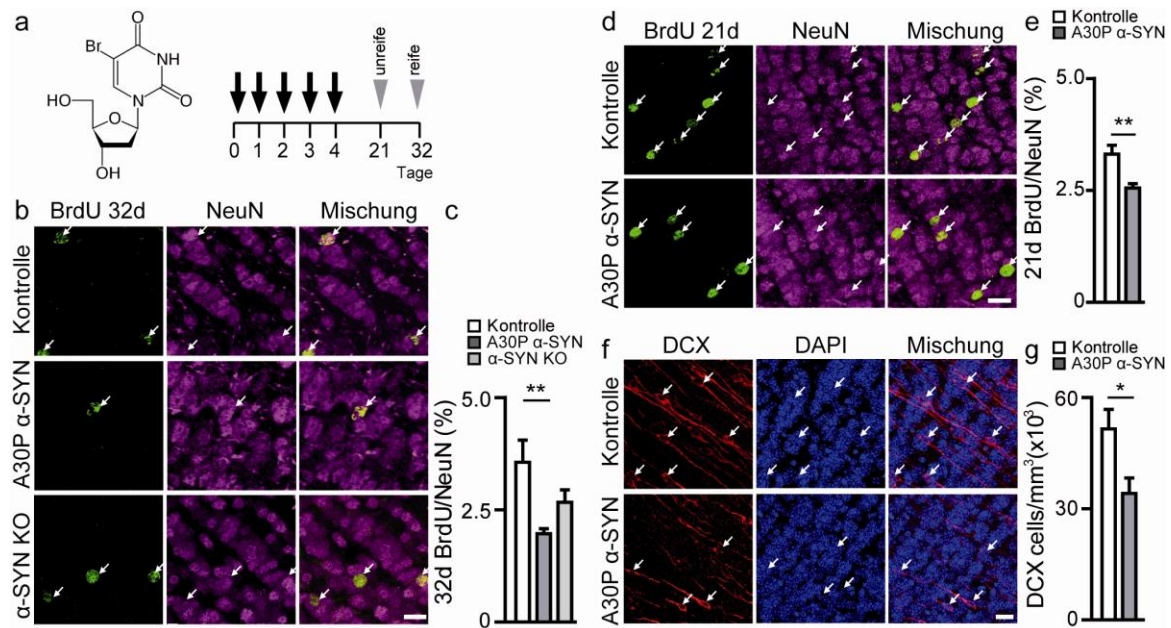 a
Br
O
NH
N
O
HO
O
OH
unreife
reife
0 1 2 3 4 21 32
Tage
b
BrdU 32d NeuN Mischung
Kontrolle
A30P α-SYN
α-SYN KO
c
Kontrolle
A30P α-SYN
α-SYN KO
32d BrdU/NeuN (%)
5.0
2.5
0
**
d
BrdU 21d NeuN Mischung
Kontrolle
A30P α-SYN
e
Kontrolle
A30P α-SYN
21d BrdU/NeuN (%)
5.0
2.5
0
**
f
DCX DAPI Mischung
Kontrolle
A30P α-SYN
g
Kontrolle
A30P α-SYN
DCX cells/mm³(x10³)
60
30
0
*